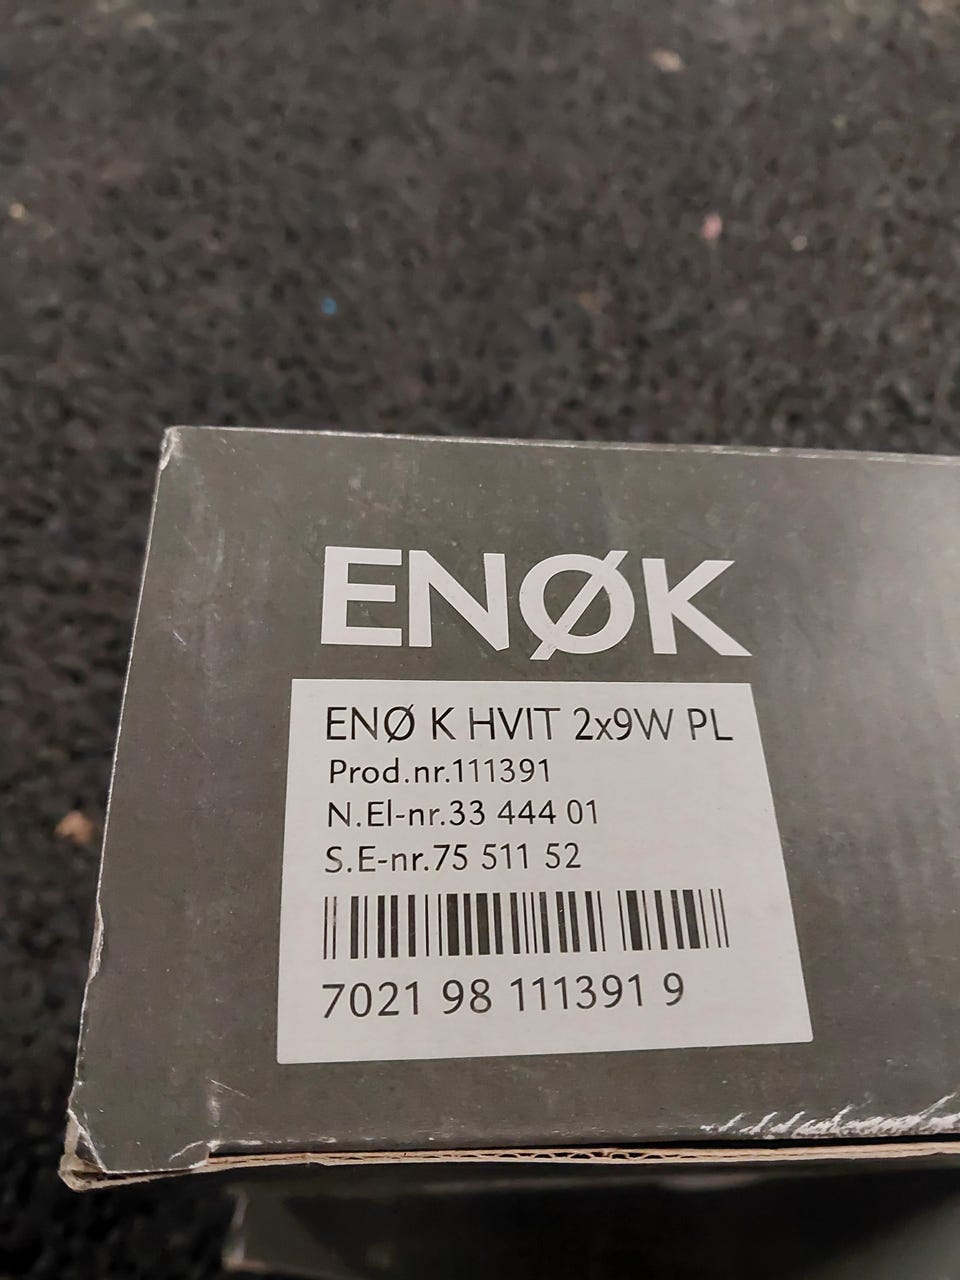 ENØK
ENØ K HVIT 2x9W PL
Prod.nr.111391
N.El-nr.33 444 01
S.E-nr.75 511 52
7021 98 111391 9